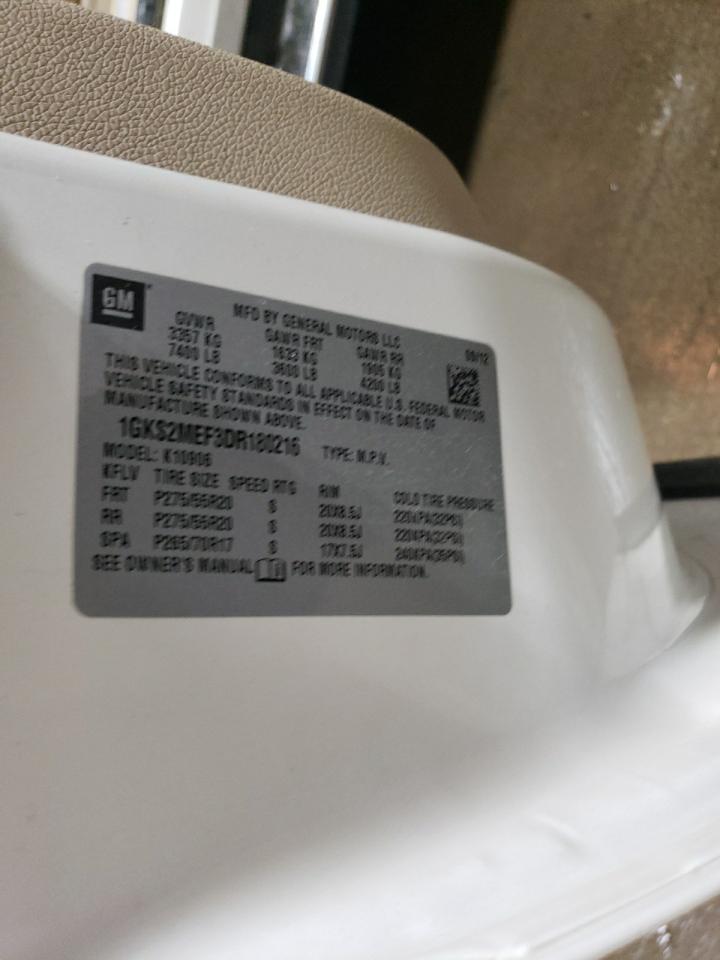 GM
MFD BY GENERAL MOTORS LLC 09/12
GVWR GAWR FRT GAWR RR
3357 KG 1633 KG 1905 KG
7400 LB 3600 LB 4200 LB
THIS VEHICLE CONFORMS TO ALL APPLICABLE U.S. FEDERAL MOTOR
VEHICLE SAFETY STANDARDS IN EFFECT ON THE DATE OF
MANUFACTURE SHOWN ABOVE.
1GKS2MEF3DR180216 TYPE: M.P.V.
MODEL: K10906
KFLV TIRE SIZE SPEED RTG RIM COLD TIRE PRESSURE
FRT P275/55R20 S 20X8.5J 220KPA(32PSI)
RR P275/55R20 S 20X8.5J 220KPA(32PSI)
SPA P265/70R17 S 17X7.5J 240KPA(35PSI)
SEE OWNER'S MANUAL FOR MORE INFORMATION.